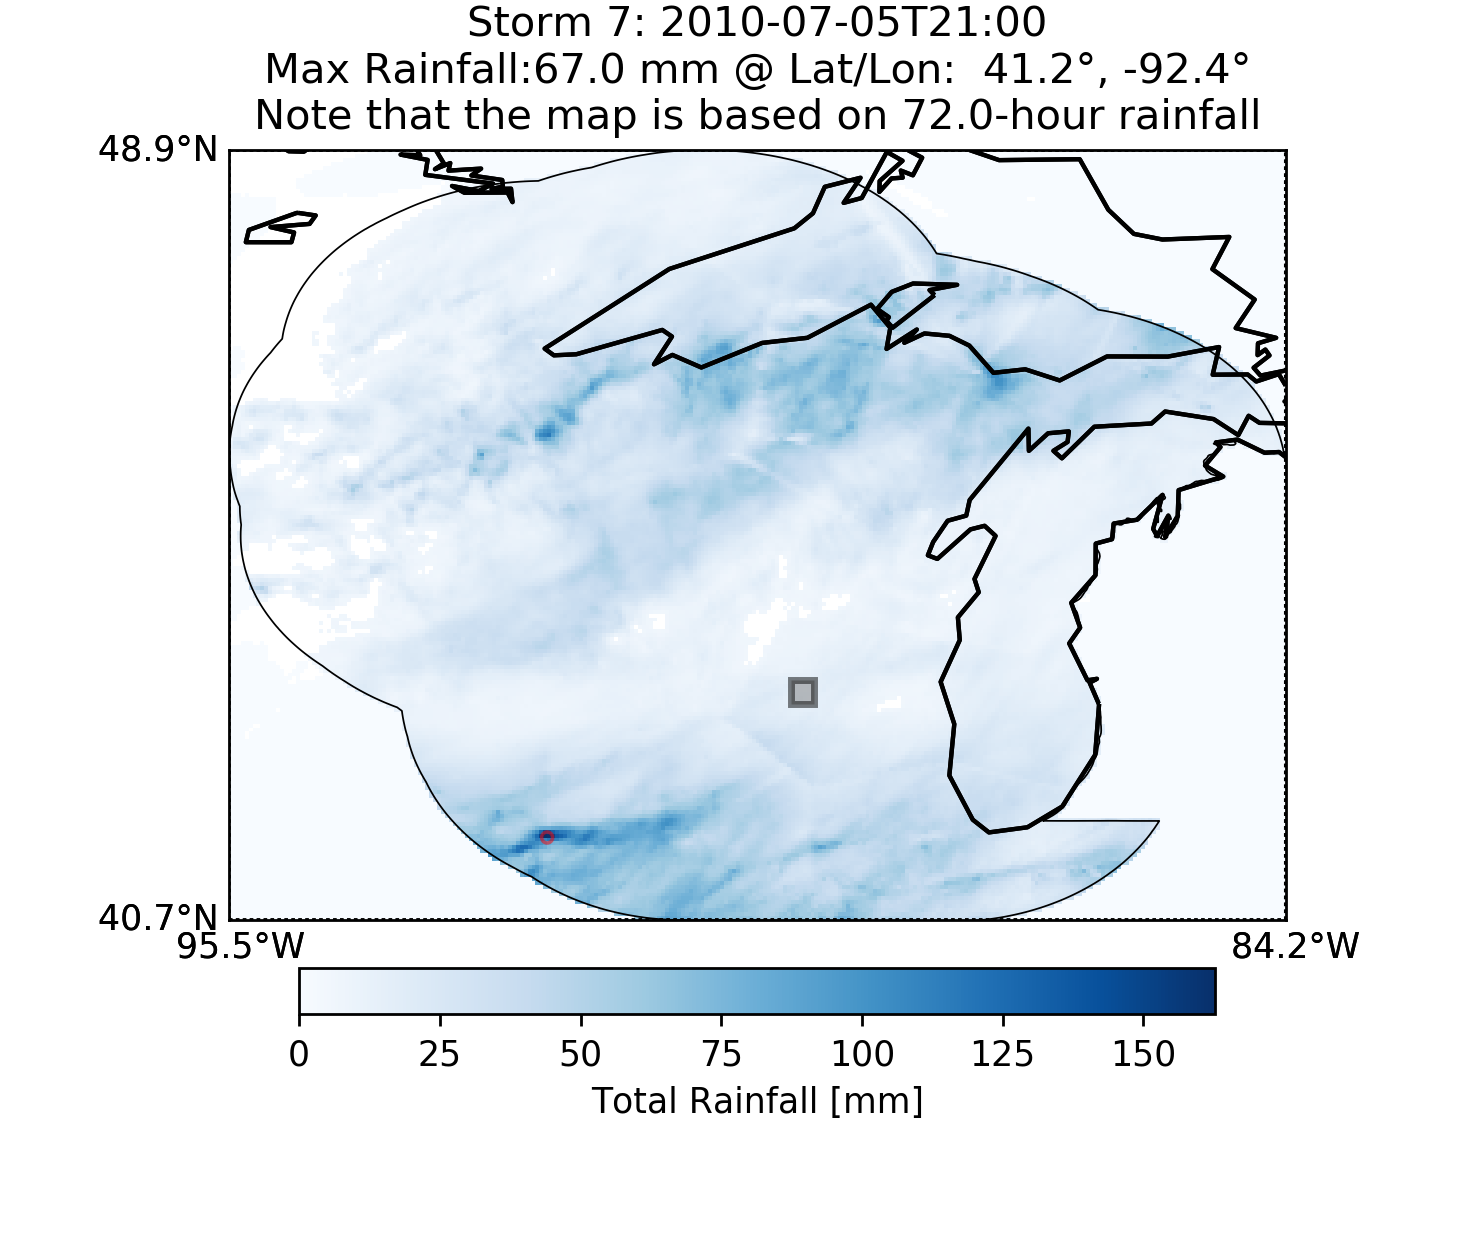 Storm 7: 2010-07-05T21:00
Max Rainfall:67.0 mm @ Lat/Lon:  41.2°, -92.4°
Note that the map is based on 72.0-hour rainfall
48.9°N
40.7°N
95.5°W 84.2°W
0 25 50 75 100 125 150
Total Rainfall [mm]